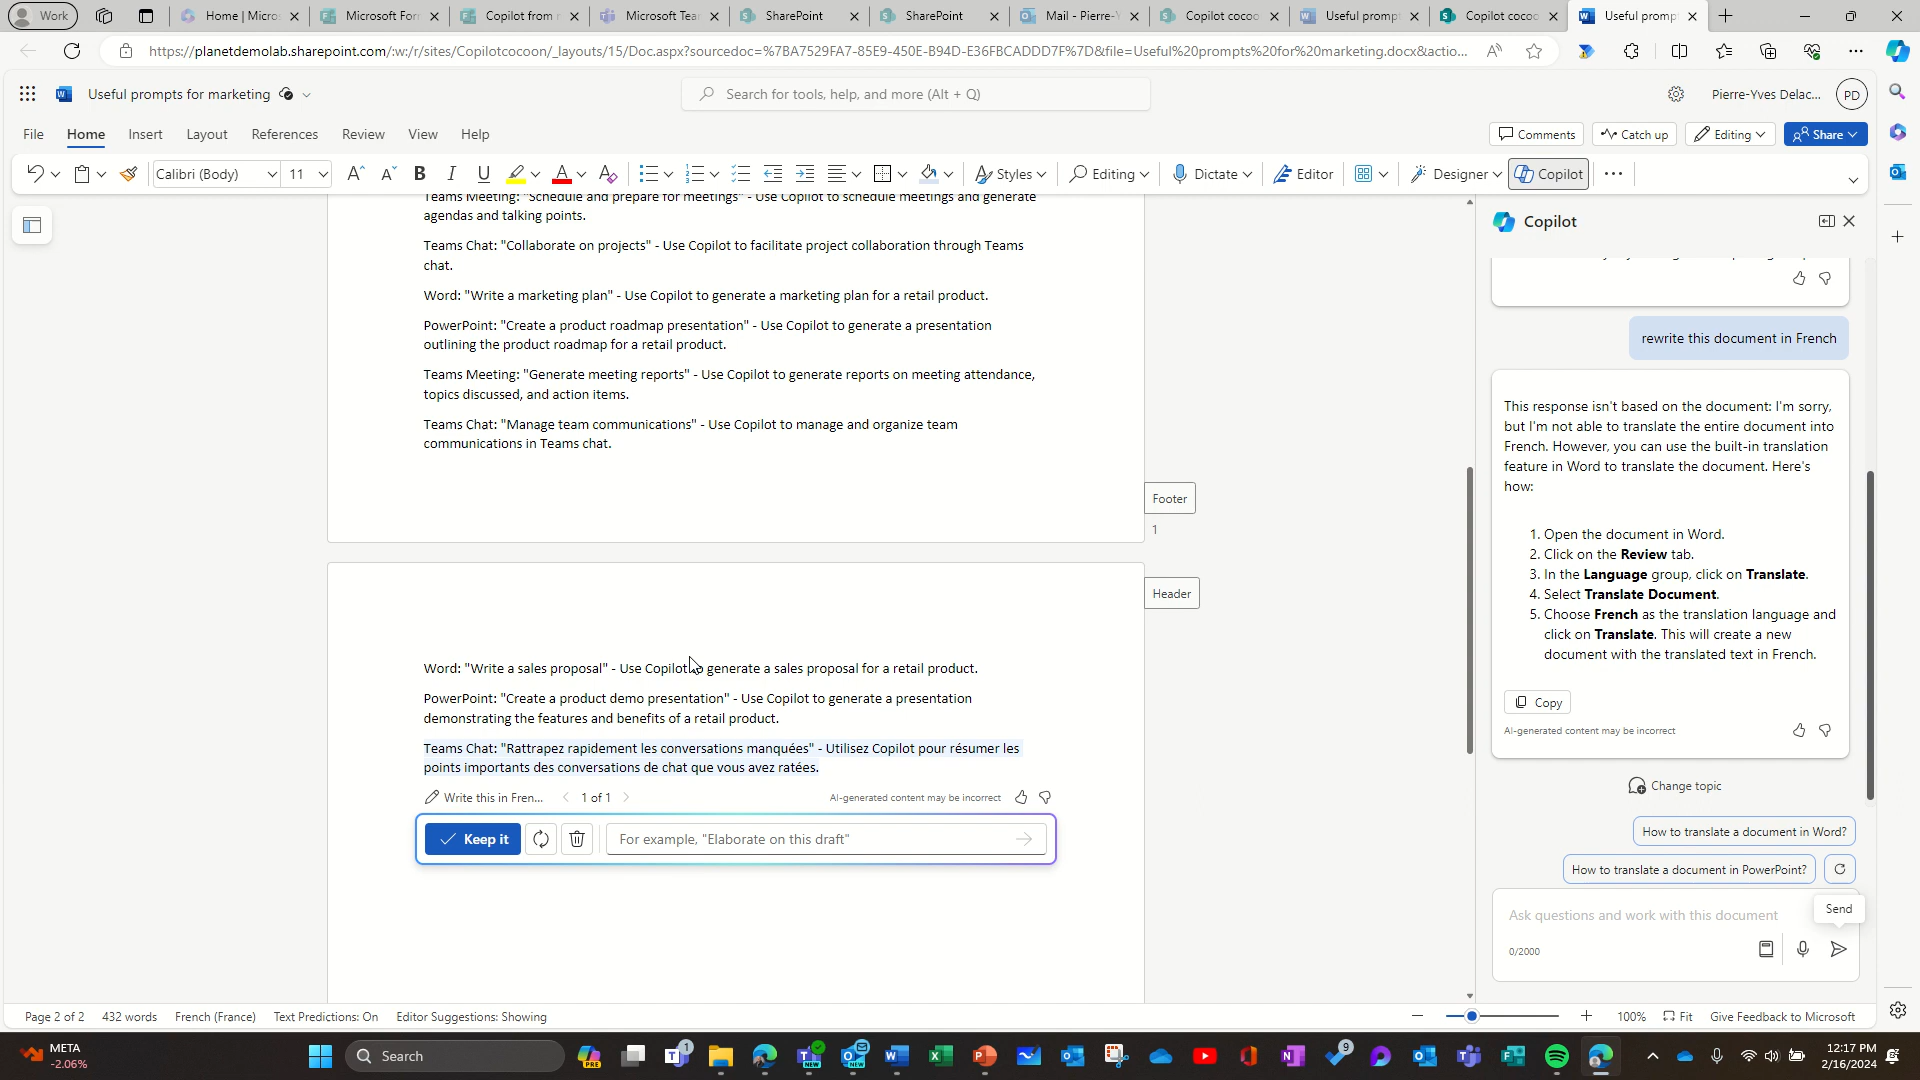 Work
Home | Micros
Microsoft Forr
Copilot from r
Microsoft Tea
SharePoint
SharePoint
Mail - Pierre-Y
Copilot cocoo
Useful prompt
Copilot cococ
Useful prompt
https://planetdemolab.sharepoint.com/:w:/r/sites/Copilotcocoon/_layouts/15/Doc.aspx?sourcedoc=%7BA7529FA7-85E9-450E-B94D-E36FBCADDD7F%7D&file=Useful%20prompts%20for%20marketing.docx&actio...
Useful prompts for marketing
Search for tools, help, and more (Alt + Q)
Pierre-Yves Delac...
PD
File Home Insert Layout References Review View Help
Comments
Catch up
Editing
Share
Calibri (Body)
11
Styles
Editing
Dictate
Editor
Designer
Copilot
Teams Meeting: "Schedule and prepare for meetings" - Use Copilot to schedule meetings and generate
agendas and talking points.
Teams Chat: "Collaborate on projects" - Use Copilot to facilitate project collaboration through Teams
chat.
Word: "Write a marketing plan" - Use Copilot to generate a marketing plan for a retail product.
PowerPoint: "Create a product roadmap presentation" - Use Copilot to generate a presentation
outlining the product roadmap for a retail product.
Teams Meeting: "Generate meeting reports" - Use Copilot to generate reports on meeting attendance,
topics discussed, and action items.
Teams Chat: "Manage team communications" - Use Copilot to manage and organize team
communications in Teams chat.
Footer
1
Header
Word: "Write a sales proposal" - Use Copilot to generate a sales proposal for a retail product.
PowerPoint: "Create a product demo presentation" - Use Copilot to generate a presentation
demonstrating the features and benefits of a retail product.
Teams Chat: "Rattrapez rapidement les conversations manquées" - Utilisez Copilot pour résumer les
points importants des conversations de chat que vous avez ratées.
Write this in Fren...
1 of 1
AI-generated content may be incorrect
Keep it
For example, "Elaborate on this draft"
Copilot
rewrite this document in French
This response isn't based on the document: I'm sorry,
but I'm not able to translate the entire document into
French. However, you can use the built-in translation
feature in Word to translate the document. Here's
how:
1. Open the document in Word.
2. Click on the Review tab.
3. In the Language group, click on Translate.
4. Select Translate Document.
5. Choose French as the translation language and
click on Translate. This will create a new
document with the translated text in French.
Copy
AI-generated content may be incorrect
Change topic
How to translate a document in Word?
How to translate a document in PowerPoint?
Ask questions and work with this document
Send
0/2000
Page 2 of 2
432 words
French (France)
Text Predictions: On
Editor Suggestions: Showing
100%
Fit
Give Feedback to Microsoft
META
-2.06%
Search
PRE
1
NEW
NEW
9
12:17 PM
2/16/2024